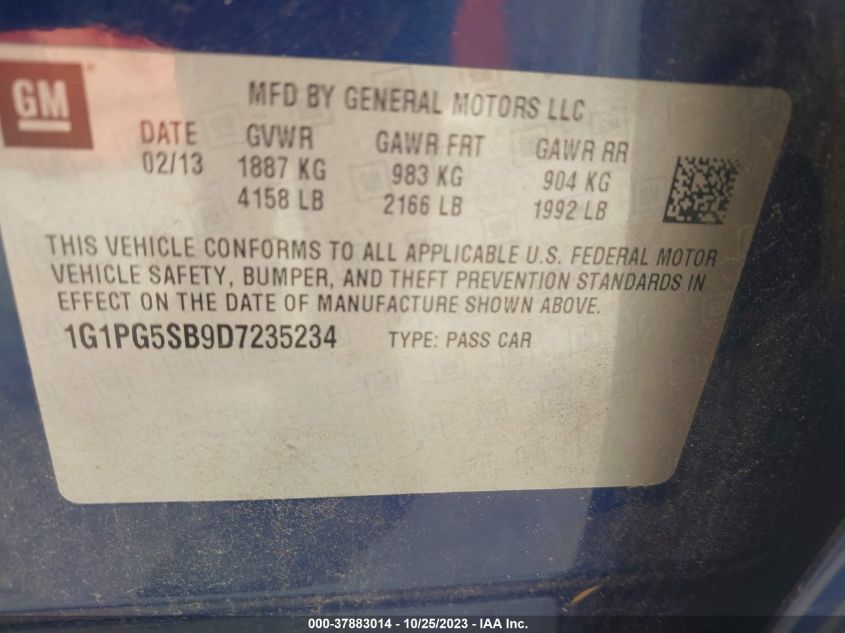 GM
MFD BY GENERAL MOTORS LLC
DATE GVWR GAWR FRT GAWR RR
02/13 1887 KG 983 KG 904 KG
4158 LB 2166 LB 1992 LB
THIS VEHICLE CONFORMS TO ALL APPLICABLE U.S. FEDERAL MOTOR
VEHICLE SAFETY, BUMPER, AND THEFT PREVENTION STANDARDS IN
EFFECT ON THE DATE OF MANUFACTURE SHOWN ABOVE.
1G1PG5SB9D7235234 TYPE: PASS CAR
000-37883014 - 10/25/2023 - IAA Inc.